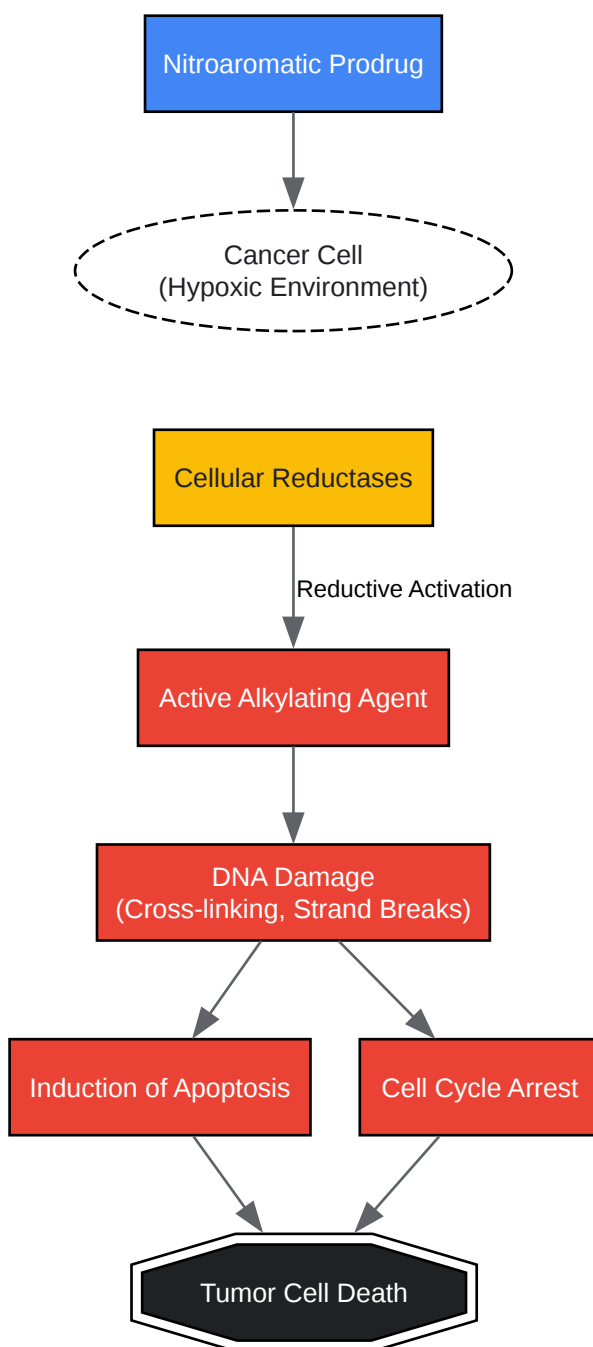 Nitroaromatic Prodrug
Cancer Cell
(Hypoxic Environment)
Cellular Reductases
Reductive Activation
Active Alkylating Agent
DNA Damage
(Cross-linking, Strand Breaks)
Induction of Apoptosis
Cell Cycle Arrest
Tumor Cell Death